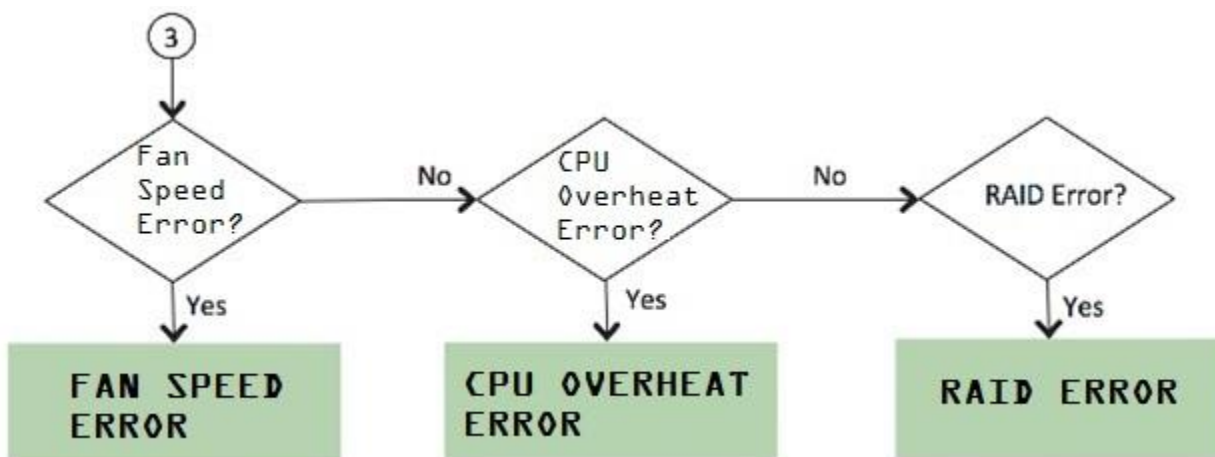 3
Fan
Speed
Error?
No
CPU
Overheat
Error?
No
RAID Error?
Yes
Yes
Yes
FAN SPEED
ERROR
CPU OVERHEAT
ERROR
RAID ERROR